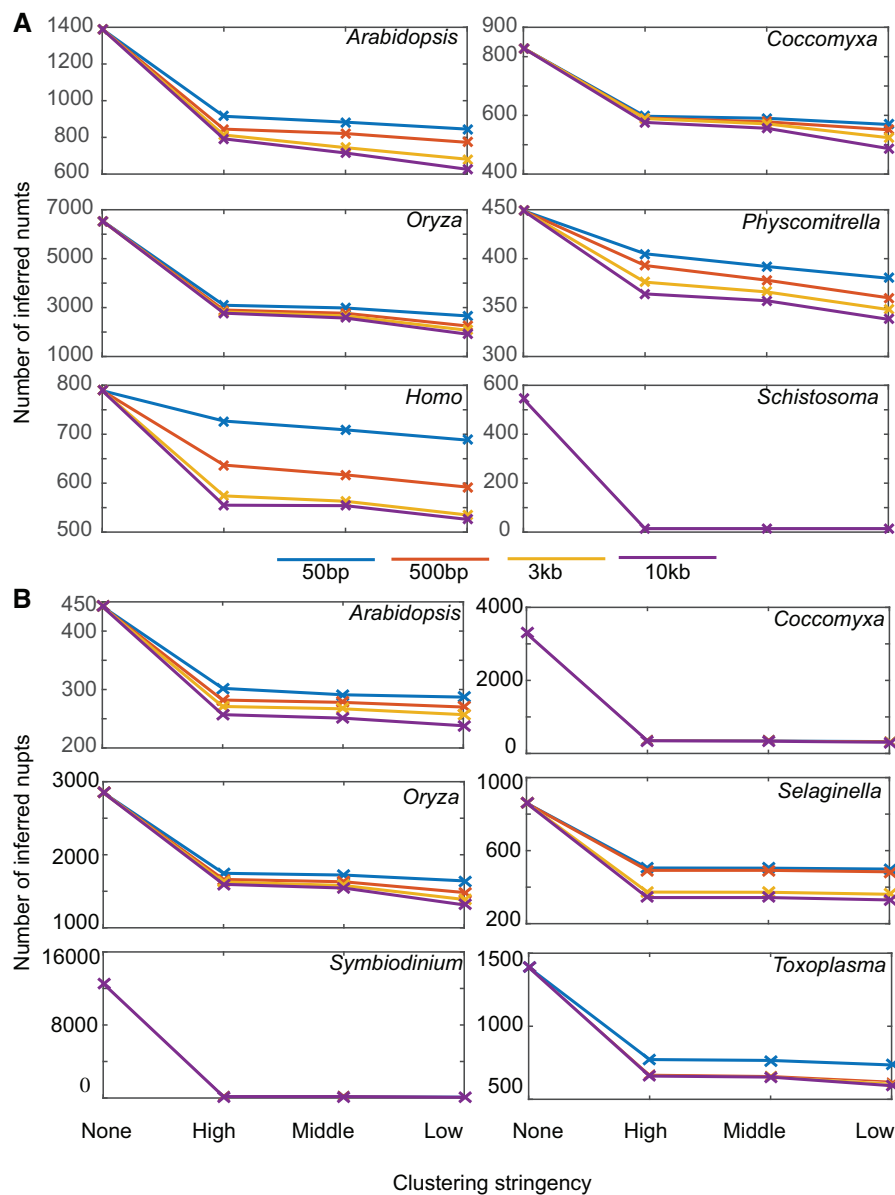 A
Number of inferred numts
Arabidopsis
1400
1200
1000
800
600
Coccomyxa
900
800
600
400
Oryza
7000
5000
3000
1000
Physcomitrella
450
400
350
300
Homo
800
700
600
500
Schistosoma
600
400
200
0
50bp 500bp 3kb 10kb
B
Number of inferred nupts
Arabidopsis
450
400
300
200
Coccomyxa
4000
2000
0
Oryza
3000
2000
1000
Selaginella
1000
600
200
Symbiodinium
16000
8000
0
Toxoplasma
1500
1000
500
None High Middle Low
None High Middle Low
Clustering stringency